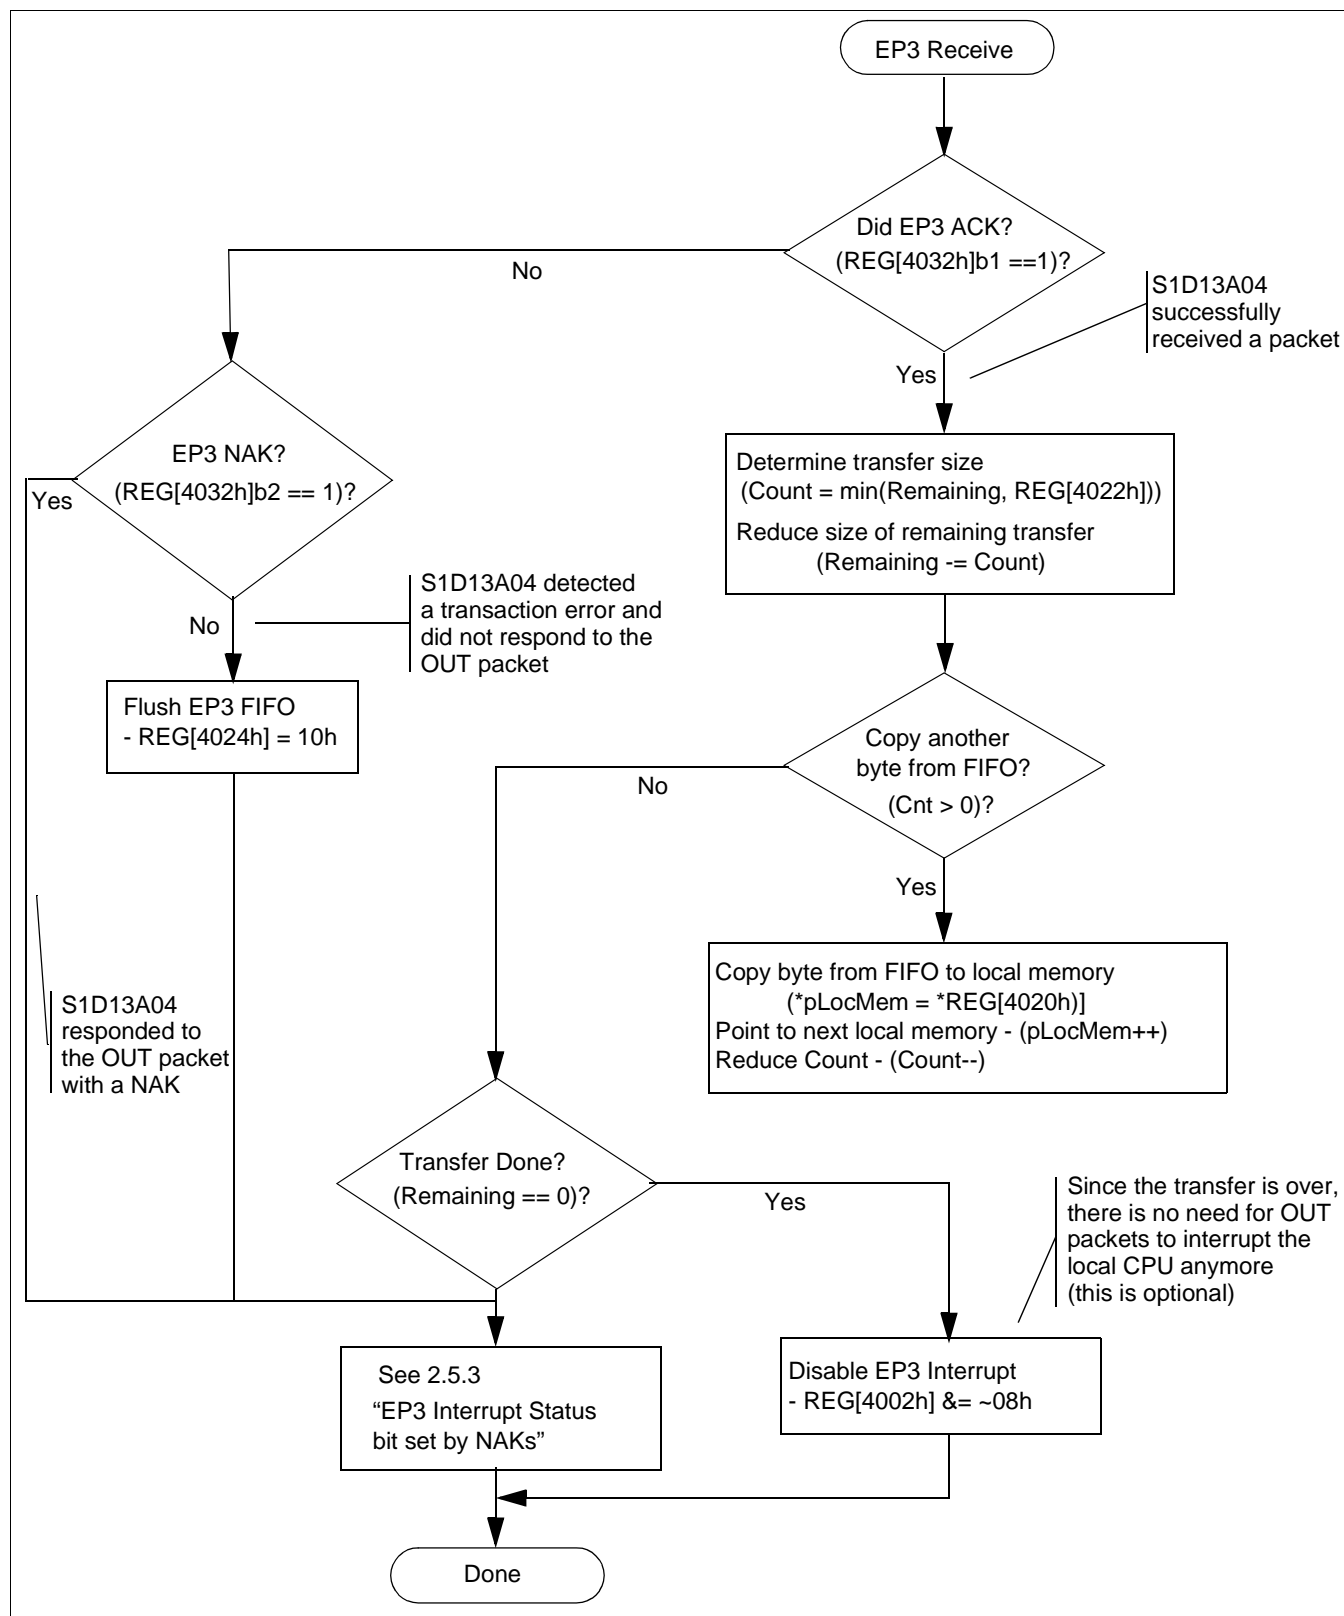 EP3 Receive
Did EP3 ACK?
(REG[4032h]b1 ==1)?
No
S1D13A04
successfully
received a packet
Yes
EP3 NAK?
(REG[4032h]b2 == 1)?
Yes
Determine transfer size
(Count = min(Remaining, REG[4022h]))
Reduce size of remaining transfer
(Remaining -= Count)
S1D13A04 detected
a transaction error and
did not respond to the
OUT packet
No
Flush EP3 FIFO
- REG[4024h] = 10h
Copy another
byte from FIFO?
(Cnt > 0)?
No
Yes
Copy byte from FIFO to local memory
(*pLocMem = *REG[4020h)]
Point to next local memory - (pLocMem++)
Reduce Count - (Count--)
S1D13A04
responded to
the OUT packet
with a NAK
Transfer Done?
(Remaining == 0)?
Yes
Since the transfer is over,
there is no need for OUT
packets to interrupt the
local CPU anymore
(this is optional)
See 2.5.3
“EP3 Interrupt Status
bit set by NAKs”
Disable EP3 Interrupt
- REG[4002h] &= ~08h
Done